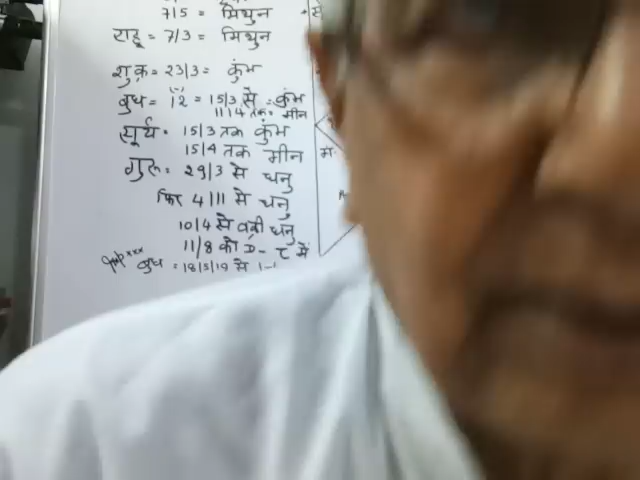 7/5 = मिथुन
राहू = 7/3 = मिथुन
शुक्र = 23/3 = कुंभ
बुध = 12 = 15/3 से = कुंभ
11/4 तक = मीन
सूर्य = 15/3 तक कुंभ
15/4 तक मीन
गुरु = 29/3 से धनु
फिर 4/11 से धनु
10/4 से वक्री धनु
11/8 को D - में
*** बुध = 18/5/19 से